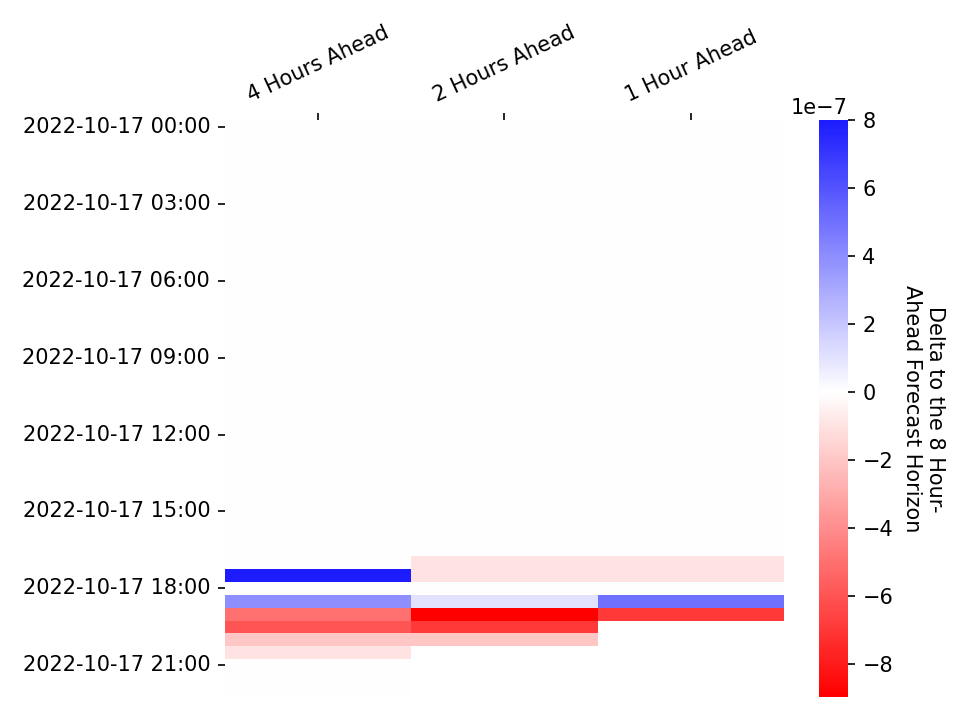 4 Hours Ahead
2 Hours Ahead
1 Hour Ahead
1e−7
2022-10-17 00:00
2022-10-17 03:00
2022-10-17 06:00
2022-10-17 09:00
2022-10-17 12:00
2022-10-17 15:00
2022-10-17 18:00
2022-10-17 21:00
8
6
4
2
0
−2
−4
−6
−8
Delta to the 8 Hour-
Ahead Forecast Horizon